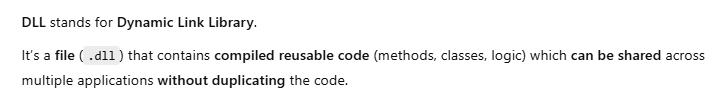 DLL stands for Dynamic Link Library.
It's a file ( .dll ) that contains compiled reusable code (methods, classes, logic) which can be shared across
multiple applications without duplicating the code.